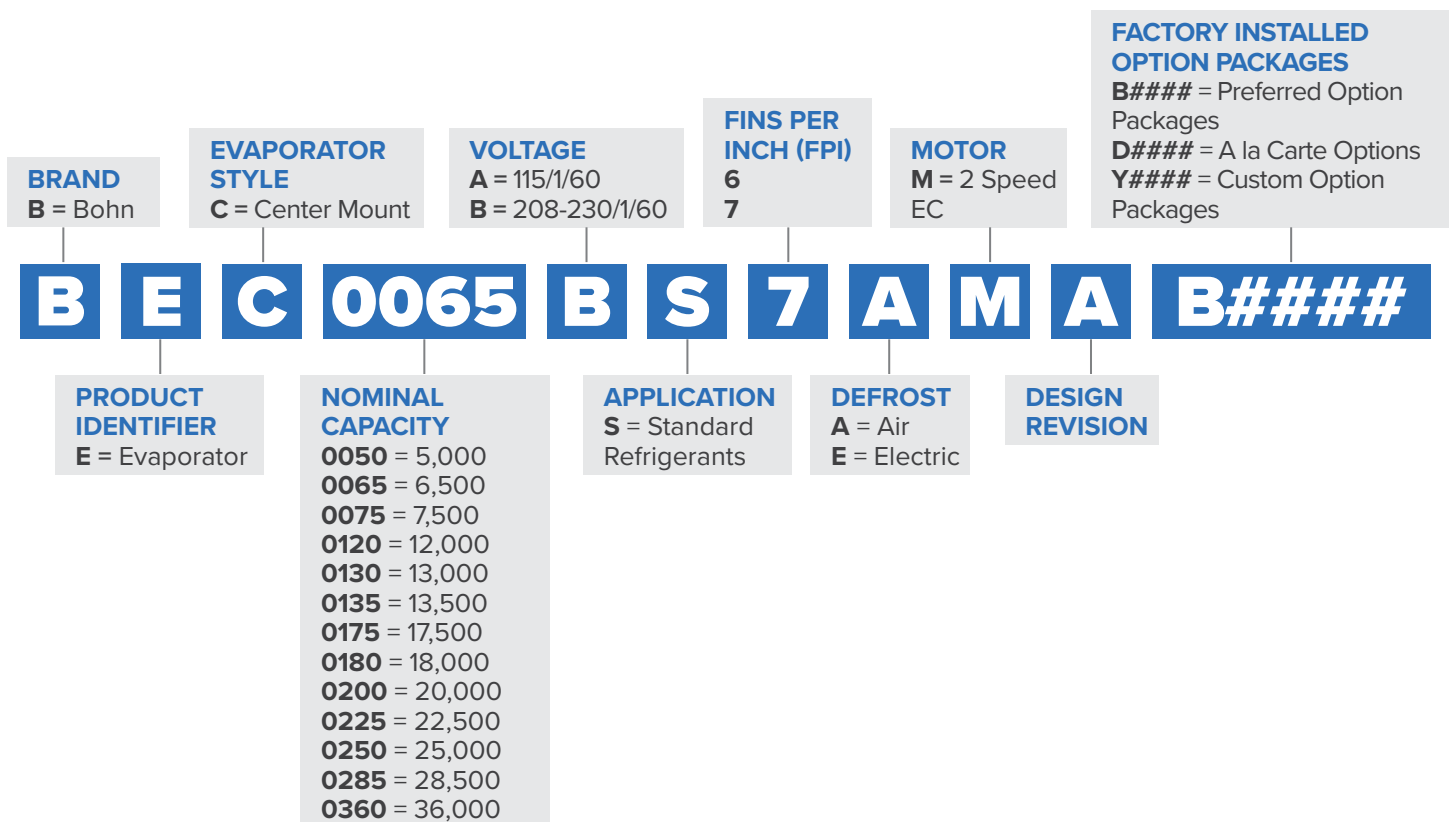 FACTORY INSTALLED
OPTION PACKAGES
B#### = Preferred Option
Packages
D#### = A la Carte Options
Y#### = Custom Option
Packages
FINS PER
INCH (FPI)
6
7
EVAPORATOR
STYLE
C = Center Mount
VOLTAGE
A = 115/1/60
B = 208-230/1/60
MOTOR
M = 2 Speed
EC
BRAND
B = Bohn
B E C 0065 B S 7 A M A B####
PRODUCT
IDENTIFIER
E = Evaporator
NOMINAL
CAPACITY
0050 = 5,000
0065 = 6,500
0075 = 7,500
0120 = 12,000
0130 = 13,000
0135 = 13,500
0175 = 17,500
0180 = 18,000
0200 = 20,000
0225 = 22,500
0250 = 25,000
0285 = 28,500
0360 = 36,000
APPLICATION
S = Standard
Refrigerants
DEFROST
A = Air
E = Electric
DESIGN
REVISION